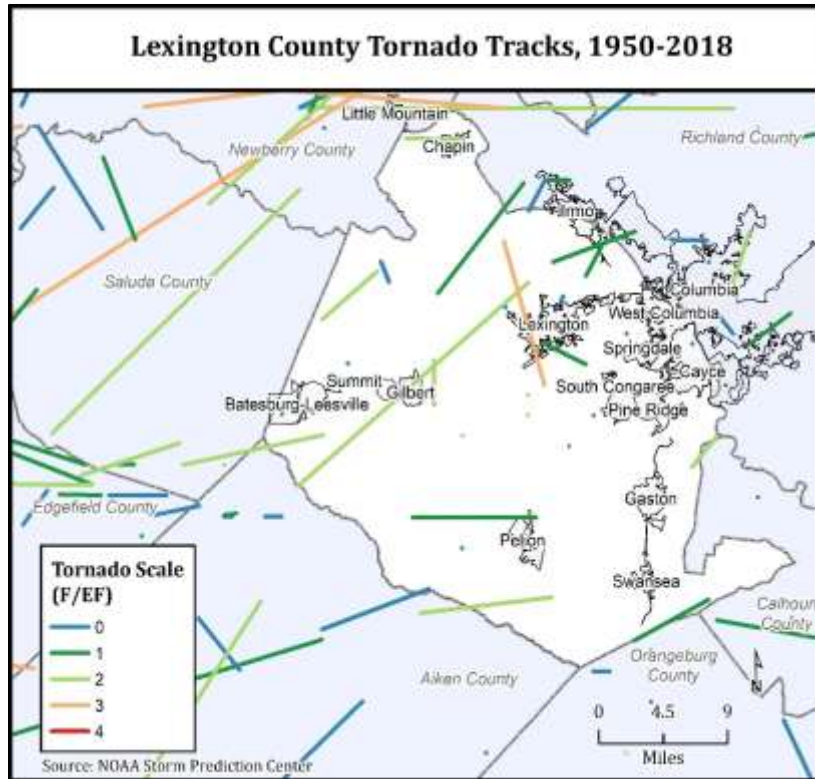 Lexington County Tornado Tracks, 1950-2018
Little Mountain
Newberry County
Chapin
Richland County
Irmo
Saluda County
Columbia
West Columbia
Lexington
Springdale
Summit
Gilbert
Cayce
South Congaree
Batesburg-Leesville
Pine Ridge
Edgefield County
Gaston
Pelion
Swansea
Calhoun
County
Orangeburg
County
Aiken County
N
Tornado Scale
(F/EF)
0
1
2
3
4
0 4.5 9
Miles
Source: NOAA Storm Prediction Center